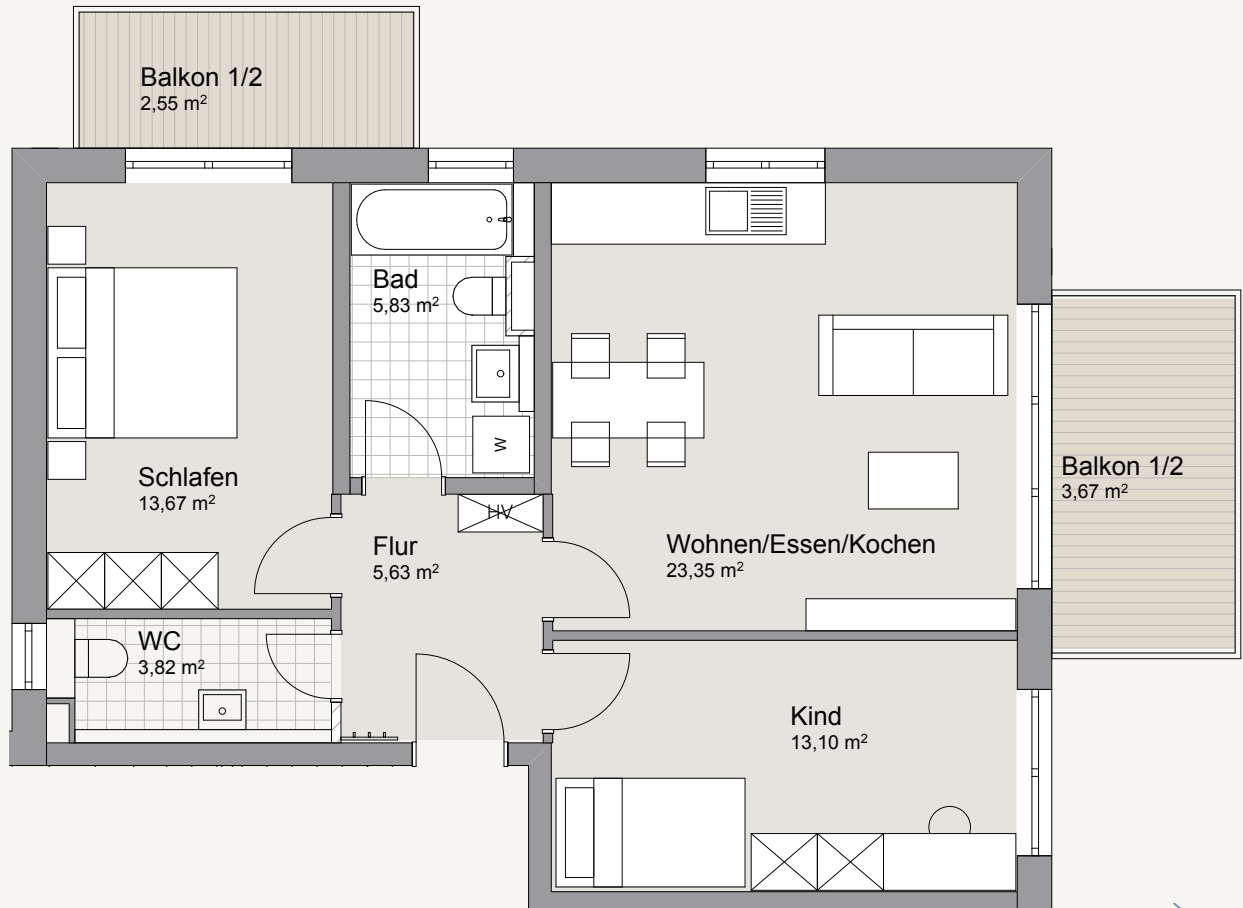 Balkon 1/2
2,55 m²
Bad
5,83 m²
W
Schlafen
13,67 m²
Balkon 1/2
3,67 m²
HV
Flur
5,63 m²
Wohnen/Essen/Kochen
23,35 m²
WC
3,82 m²
Kind
13,10 m²